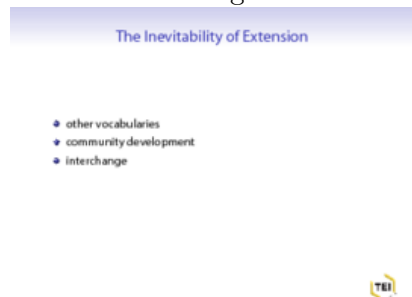 The Inevitability of Extension
other vocabularies
community development
interchange
TEI